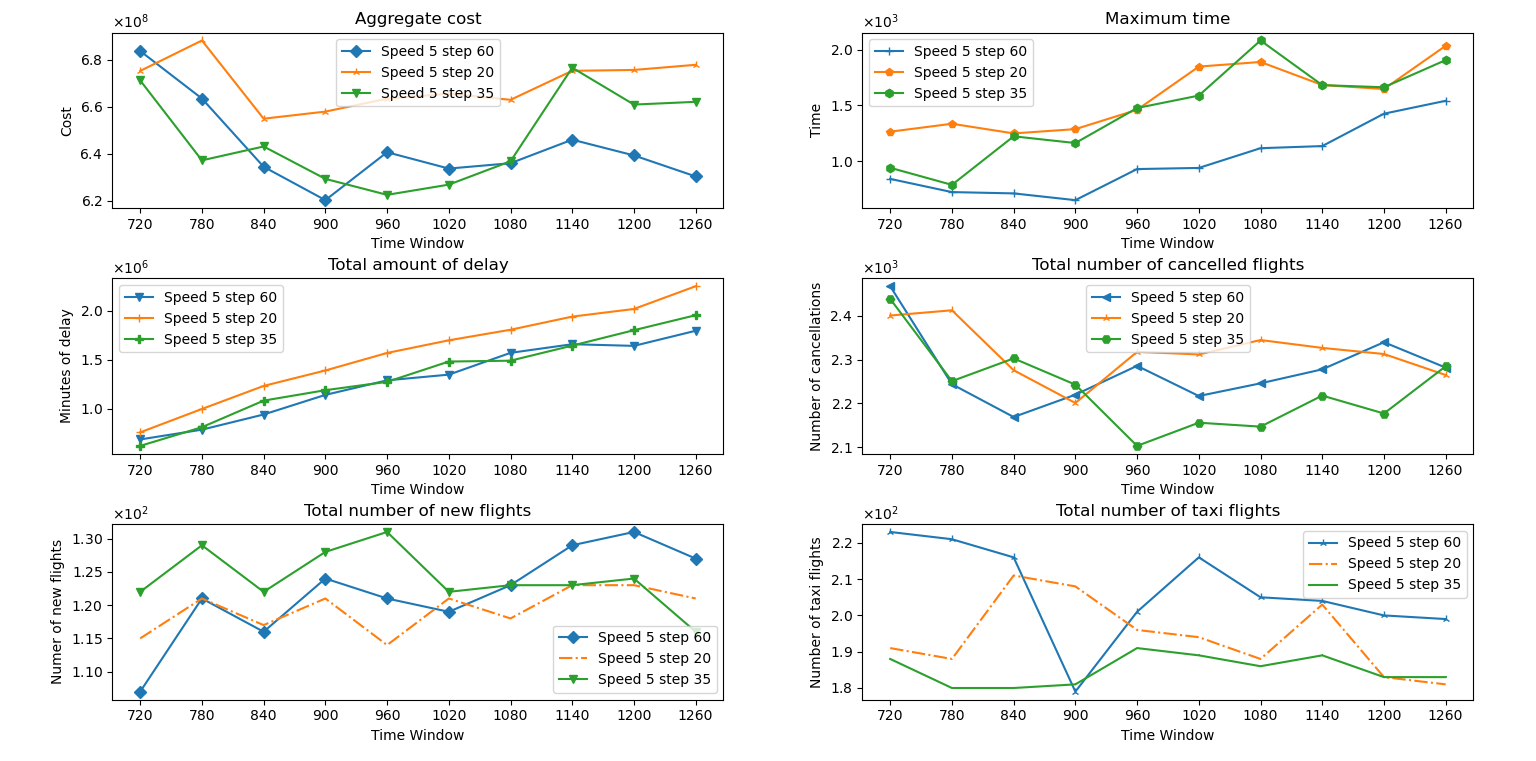 Aggregate cost
×10⁸
Cost
6.8
6.6
6.4
6.2
Speed 5 step 60
Speed 5 step 20
Speed 5 step 35
720 780 840 900 960 1020 1080 1140 1200 1260
Time Window
Maximum time
×10³
Time
2.0
1.5
1.0
Speed 5 step 60
Speed 5 step 20
Speed 5 step 35
720 780 840 900 960 1020 1080 1140 1200 1260
Time Window
Total amount of delay
×10⁶
Minutes of delay
2.0
1.5
1.0
Speed 5 step 60
Speed 5 step 20
Speed 5 step 35
720 780 840 900 960 1020 1080 1140 1200 1260
Time Window
Total number of cancelled flights
×10³
Number of cancellations
2.4
2.3
2.2
2.1
Speed 5 step 60
Speed 5 step 20
Speed 5 step 35
720 780 840 900 960 1020 1080 1140 1200 1260
Time Window
Total number of new flights
×10²
Numer of new flights
1.30
1.25
1.20
1.15
1.10
Speed 5 step 60
Speed 5 step 20
Speed 5 step 35
720 780 840 900 960 1020 1080 1140 1200 1260
Time Window
Total number of taxi flights
×10²
Number of taxi flights
2.2
2.1
2.0
1.9
1.8
Speed 5 step 60
Speed 5 step 20
Speed 5 step 35
720 780 840 900 960 1020 1080 1140 1200 1260
Time Window